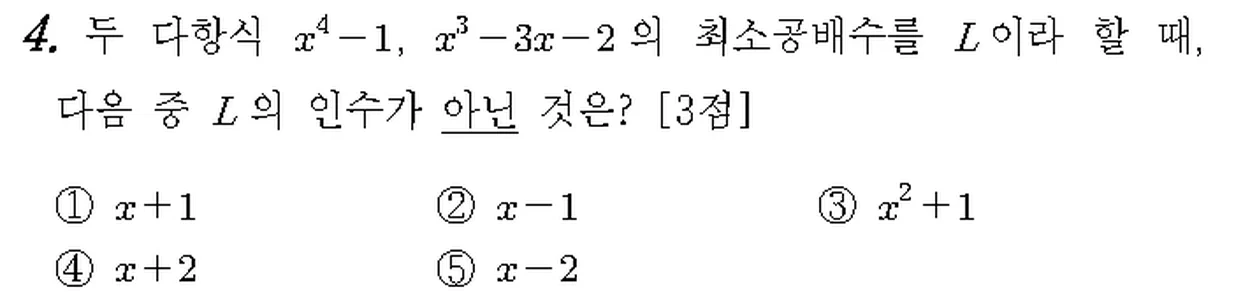 4. 두 다항식 x⁴−1, x³−3x−2의 최소공배수를 L이라 할 때,
다음 중 L의 인수가 아닌 것은? [3점]
① x+1 ② x−1 ③ x²+1
④ x+2 ⑤ x−2